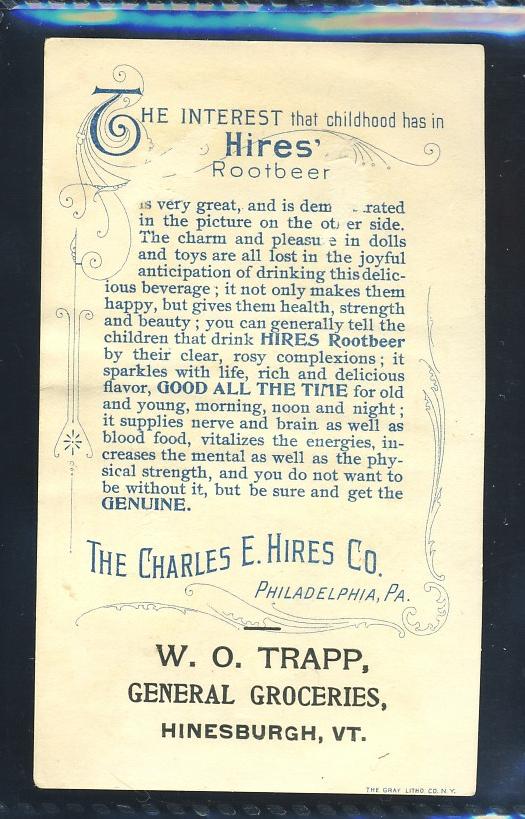 THE INTEREST that childhood has in
Hires'
Rootbeer
is very great, and is dem rated
in the picture on the ot er side.
The charm and pleasu e in dolls
and toys are all lost in the joyful
anticipation of drinking this delic-
ious beverage ; it not only makes them
happy, but gives them health, strength
and beauty ; you can generally tell the
children that drink HIRES Rootbeer
by their clear, rosy complexions ; it
sparkles with life, rich and delicious
flavor, GOOD ALL THE TIME for old
and young, morning, noon and night ;
it supplies nerve and brain as well as
blood food, vitalizes the energies, in-
creases the mental as well as the phy-
sical strength, and you do not want to
be without it, but be sure and get the
GENUINE.
THE CHARLES E. HIRES CO.
PHILADELPHIA, PA.
W. O. TRAPP,
GENERAL GROCERIES,
HINESBURGH, VT.
THE GRAY LITHO CO. N.Y.